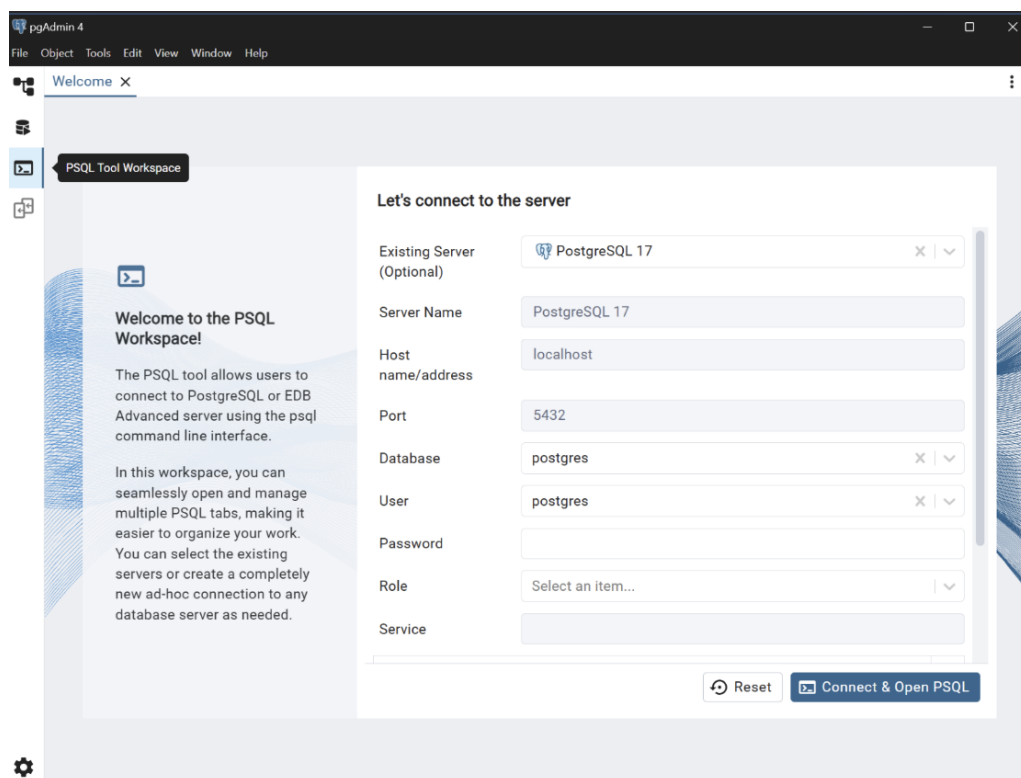 pgAdmin 4
File Object Tools Edit View Window Help
Welcome
PSQL Tool Workspace
Welcome to the PSQL
Workspace!
The PSQL tool allows users to
connect to PostgreSQL or EDB
Advanced server using the psql
command line interface.
In this workspace, you can
seamlessly open and manage
multiple PSQL tabs, making it
easier to organize your work.
You can select the existing
servers or create a completely
new ad-hoc connection to any
database server as needed.
Let's connect to the server
Existing Server
(Optional)
PostgreSQL 17
Server Name
PostgreSQL 17
Host
name/address
localhost
Port
5432
Database
postgres
User
postgres
Password
Role
Select an item...
Service
Reset
Connect & Open PSQL